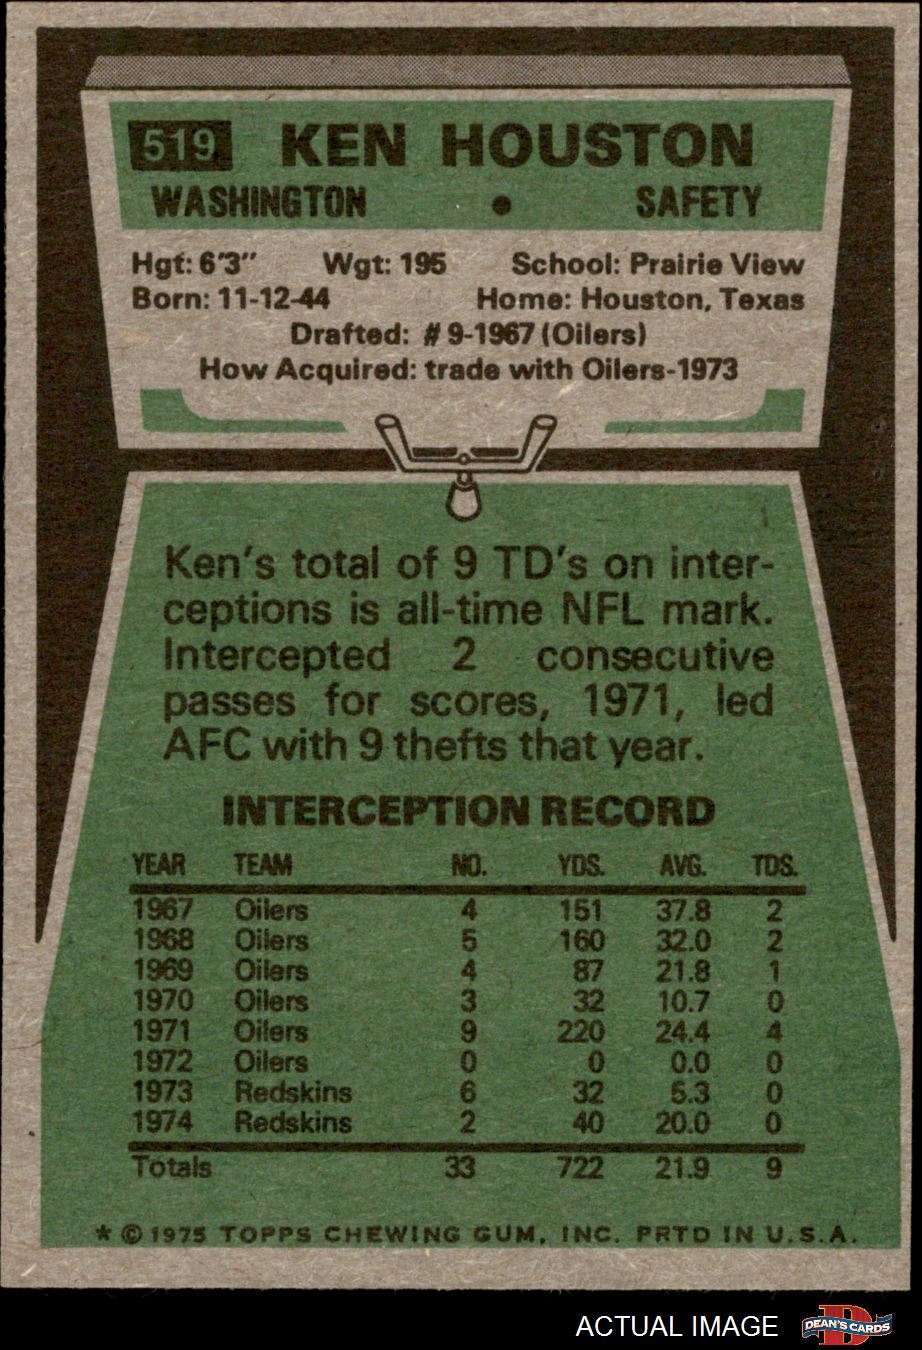 519 KEN HOUSTON
WASHINGTON • SAFETY
Hgt: 6'3" Wgt: 195 School: Prairie View
Born: 11-12-44 Home: Houston, Texas
Drafted: # 9-1967 (Oilers)
How Acquired: trade with Oilers-1973
Ken's total of 9 TD's on inter-
ceptions is all-time NFL mark.
Intercepted 2 consecutive
passes for scores, 1971, led
AFC with 9 thefts that year.
INTERCEPTION RECORD
YEAR TEAM NO. YDS. AVG. TDS.
1967 Oilers 4 151 37.8 2
1968 Oilers 5 160 32.0 2
1969 Oilers 4 87 21.8 1
1970 Oilers 3 32 10.7 0
1971 Oilers 9 220 24.4 4
1972 Oilers 0 0 0.0 0
1973 Redskins 6 32 5.3 0
1974 Redskins 2 40 20.0 0
Totals 33 722 21.9 9
* © 1975 TOPPS CHEWING GUM, INC. PRTD IN U.S.A.
ACTUAL IMAGE D DEAN'S CARDS